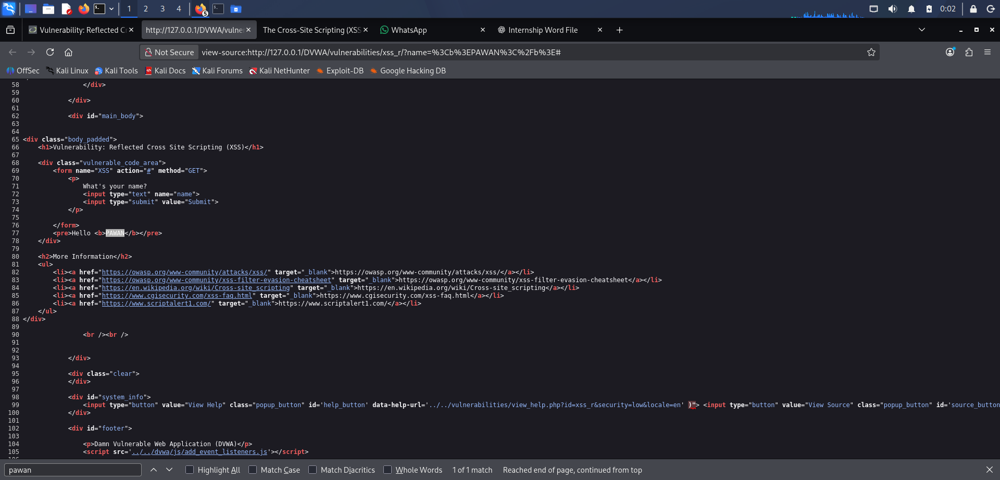 1 2 3 4 5 0:02
Vulnerability: Reflected Cr
http://127.0.0.1/DVWA/vulne
The Cross-Site Scripting (XSS
WhatsApp
Internship Word File
Not Secure view-source:http://127.0.0.1/DVWA/vulnerabilities/xss_r/?name=%3Cb%3EPAWAN%3C%2Fb%3E#
OffSec Kali Linux Kali Tools Kali Docs Kali Forums Kali NetHunter Exploit-DB Google Hacking DB
58 </div>
59
60 </div>
61
62 <div id="main_body">
63
64
65 <div class="body_padded">
66 <h1>Vulnerability: Reflected Cross Site Scripting (XSS)</h1>
67
68 <div class="vulnerable_code_area">
69 <form name="XSS" action="#" method="GET">
70 <p>
71 What's your name?
72 <input type="text" name="name">
73 <input type="submit" value="Submit">
74 </p>
75
76 </form>
77 <pre>Hello <b>PAWAN</b></pre>
78 </div>
79
80 <h2>More Information</h2>
81 <ul>
82 <li><a href="https://owasp.org/www-community/attacks/xss/" target="_blank">https://owasp.org/www-community/attacks/xss/</a></li>
83 <li><a href="https://owasp.org/www-community/xss-filter-evasion-cheatsheet" target="_blank">https://owasp.org/www-community/xss-filter-evasion-cheatsheet</a></li>
84 <li><a href="https://en.wikipedia.org/wiki/Cross-site_scripting" target="_blank">https://en.wikipedia.org/wiki/Cross-site_scripting</a></li>
85 <li><a href="https://www.cgisecurity.com/xss-faq.html" target="_blank">https://www.cgisecurity.com/xss-faq.html</a></li>
86 <li><a href="https://www.scriptalert1.com/" target="_blank">https://www.scriptalert1.com/</a></li>
87 </ul>
88 </div>
89
90 <br /><br />
91
92
93 </div>
94
95 <div class="clear">
96 </div>
97
98 <div id="system_info">
99 <input type="button" value="View Help" class="popup_button" id='help_button' data-help-url='../../vulnerabilities/view_help.php?id=xss_r&security=low&locale=en' )"> <input type="button" value="View Source" class="popup_button" id='source_button
100 </div>
101
102 <div id="footer">
103
104 <p>Damn Vulnerable Web Application (DVWA)</p>
105 <script src='../../dvwa/js/add_event_listeners.js'></script>
pawan Highlight All Match Case Match Diacritics Whole Words 1 of 1 match Reached end of page, continued from top